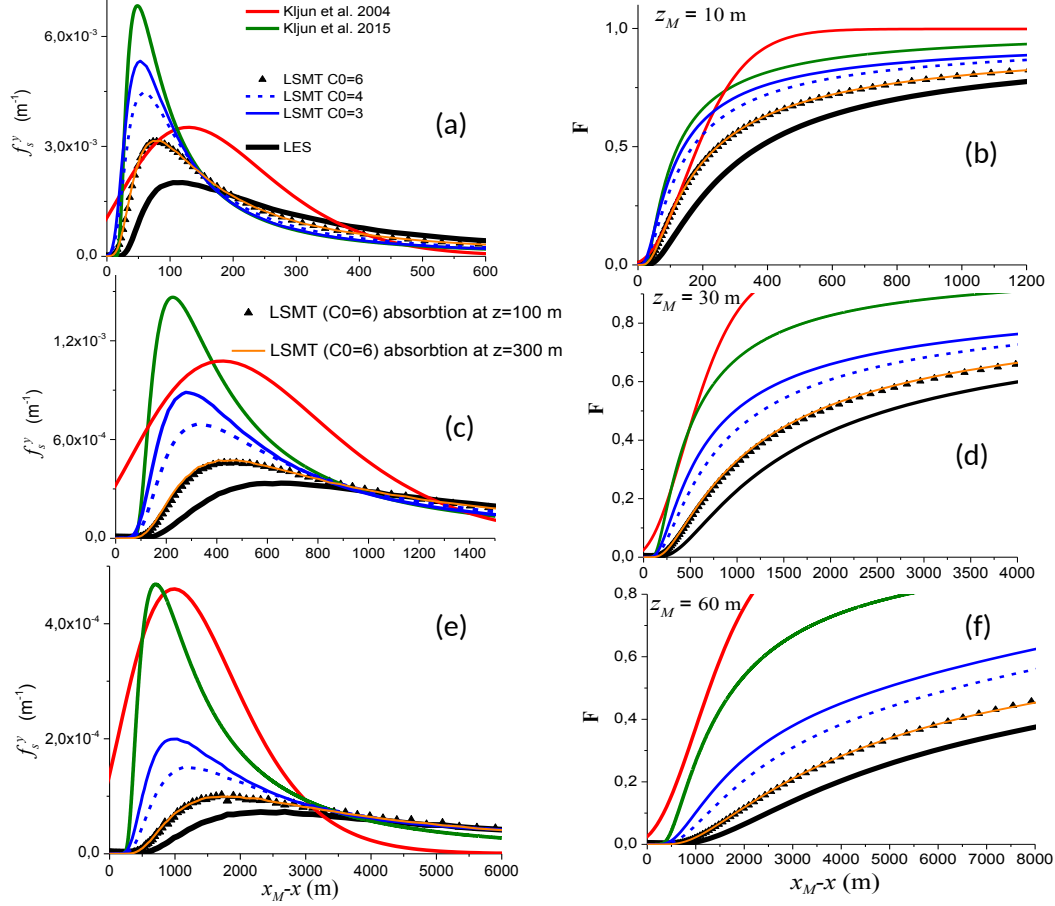 Kljun et al. 2004
Kljun et al. 2015
LSMT C0=6
LSMT C0=4
LSMT C0=3
LES
(a)
f_s^y (m⁻¹)
6,0x10⁻³
3,0x10⁻³
0,0
0 100 200 300 400 500 600
z_M = 10 m
(b)
F
1,0
0,5
0,0
0 200 400 600 800 1000 1200
LSMT (C0=6) absorbtion at z=100 m
LSMT (C0=6) absorbtion at z=300 m
(c)
f_s^y (m⁻¹)
1,2x10⁻³
6,0x10⁻⁴
0,0
0 200 400 600 800 1000 1200 1400
z_M = 30 m
(d)
F
0,8
0,6
0,4
0,2
0,0
0 500 1000 1500 2000 2500 3000 3500 4000
(e)
f_s^y (m⁻¹)
4,0x10⁻⁴
2,0x10⁻⁴
0,0
0 1000 2000 3000 4000 5000 6000
x_M-x (m)
z_M = 60 m
(f)
F
0,8
0,6
0,4
0,2
0,0
0 1000 2000 3000 4000 5000 6000 7000 8000
x_M-x (m)